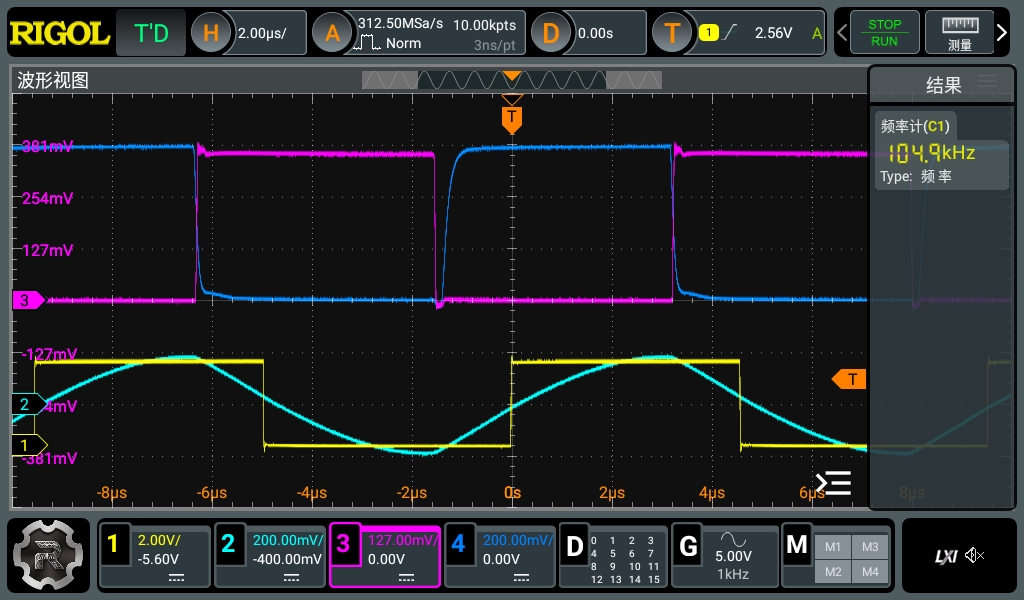 RIGOL T'D H 2.00μs/ A 312.50MSa/s 10.00kpts D 0.00s T 1 2.56V A STOP
Norm 3ns/pt RUN 测量
波形视图 结果
T
频率计(C1)
381mV
104.9kHz
Type: 频 率
254mV
127mV
3
-127mV
T
2 4mV
1
-381mV
-8μs -6μs -4μs -2μs 0s 2μs 4μs 6μs 8μs
1 2.00V/ -5.60V
2 200.00mV/ -400.00mV
3 127.00mV/ 0.00V
4 200.00mV/ 0.00V
D 0 1 2 3
4 5 6 7
8 9 10 11
12 13 14 15
G 5.00V 1kHz
M M1 M3
M2 M4
LXI
R